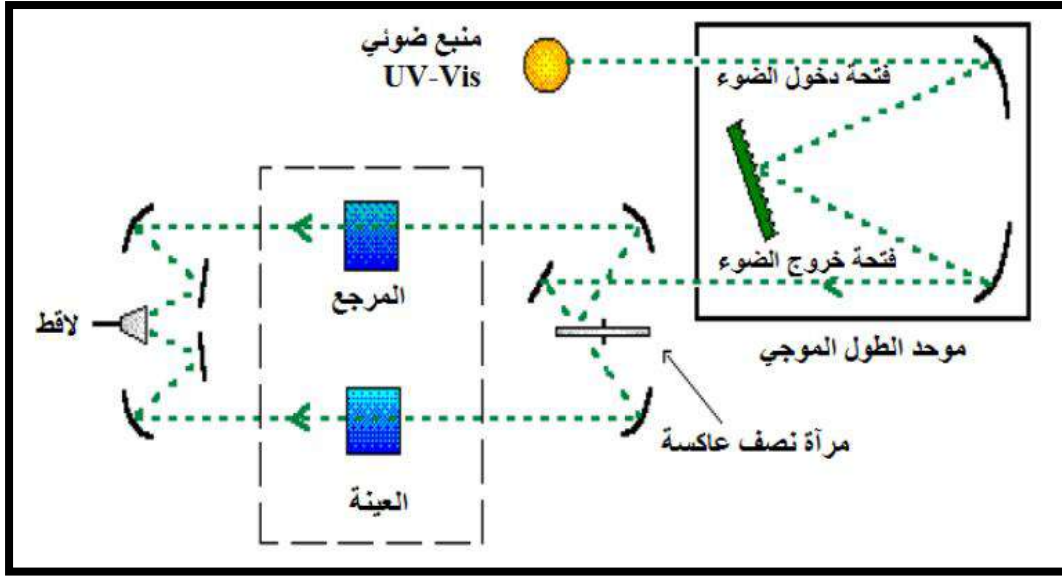 منبع ضوئي
UV-Vis
فتحة دخول الضوء
فتحة خروج الضوء
المرجع
لاقط
موحد الطول الموجي
مرآة نصف عاكسة
العينة